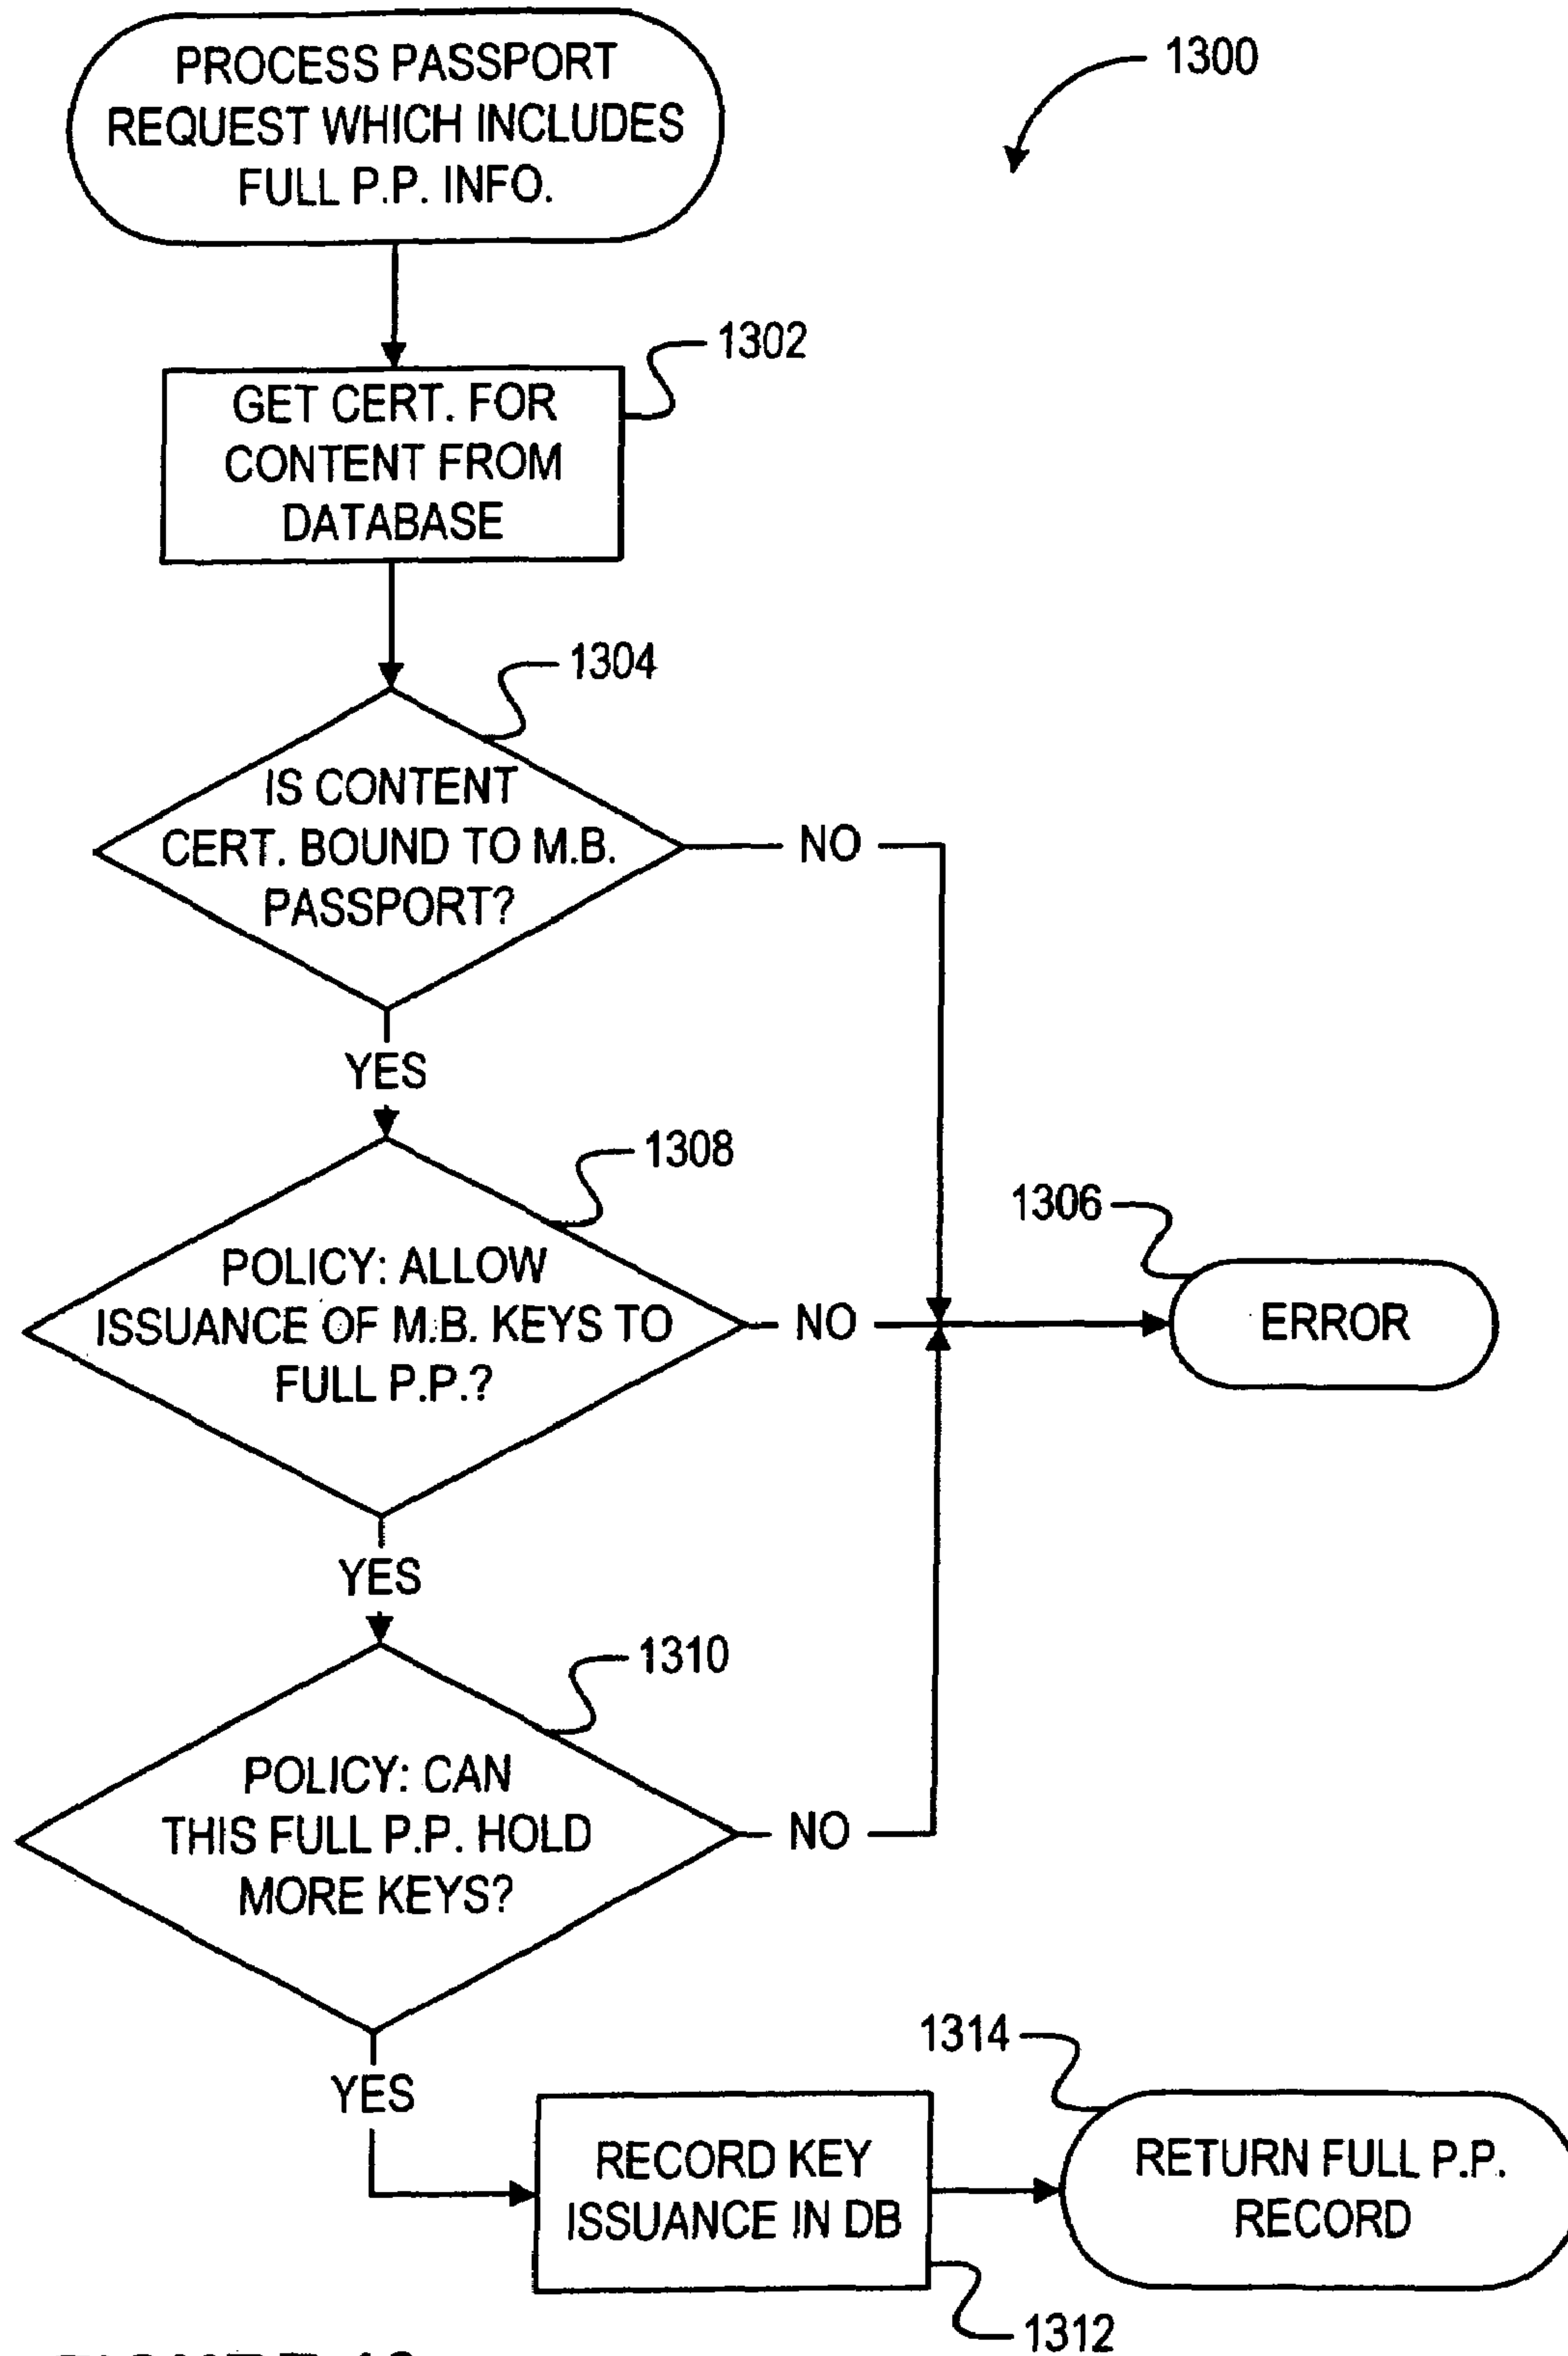 PROCESS PASSPORT
REQUEST WHICH INCLUDES
FULL P.P. INFO.
1300
1302
GET CERT. FOR
CONTENT FROM
DATABASE
1304
IS CONTENT
CERT. BOUND TO M.B.
PASSPORT?
NO
YES
1308
POLICY: ALLOW
ISSUANCE OF M.B. KEYS TO
FULL P.P.?
NO
1306
ERROR
YES
1310
POLICY: CAN
THIS FULL P.P. HOLD
MORE KEYS?
NO
YES
1314
RECORD KEY
ISSUANCE IN DB
RETURN FULL P.P.
RECORD
1312